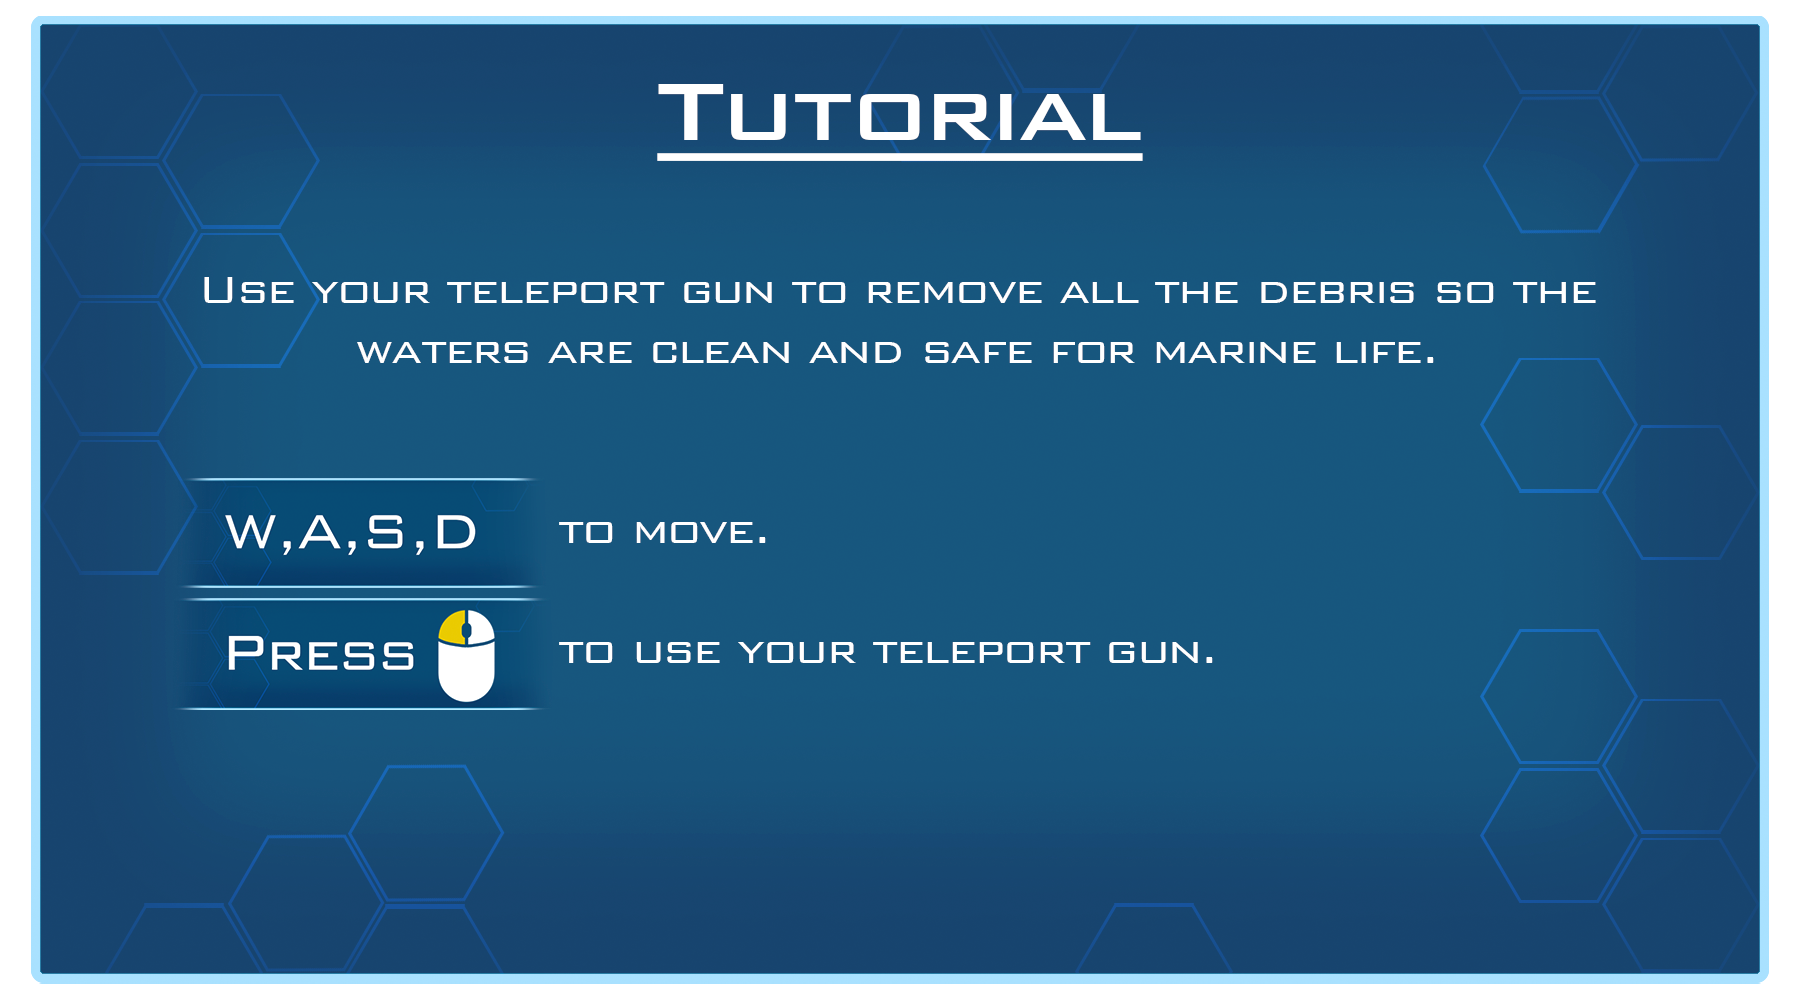 Tutorial
Use your teleport gun to remove all the debris so the
waters are clean and safe for marine life.
W,A,S,D to move.
Press to use your teleport gun.